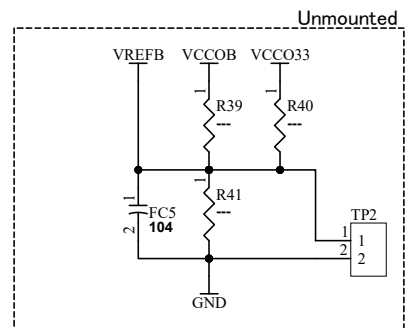 Unmounted
VREFB VCCOB VCCO33
1 R39 ---
1 R40 ---
1 R41 ---
1 FC5 2 104
TP2
1 1
2 2
GND